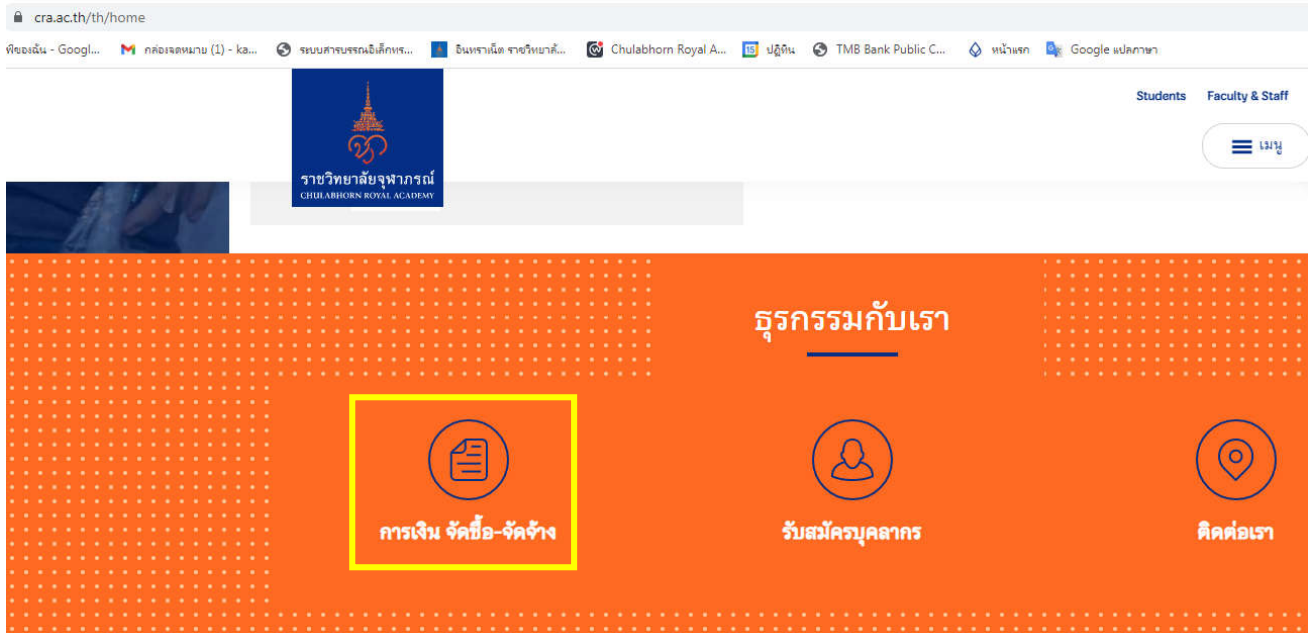 cra.ac.th/th/home
พื้ของฉัน - Googl... กล่องจดหมาย (1) - ka... ระบบสารบรรณอิเล็กทร... อินทราเน็ต ราชวิทยาลั... Chulabhorn Royal A... 15 ปฏิทิน TMB Bank Public C... หน้าแรก Google แปลภาษา
Students Faculty & Staff
เมนู
ราชวิทยาลัยจุฬาภรณ์
CHULABHORN ROYAL ACADEMY
ธุรกรรมกับเรา
การเงิน จัดซื้อ-จัดจ้าง รับสมัครบุคลากร ติดต่อเรา